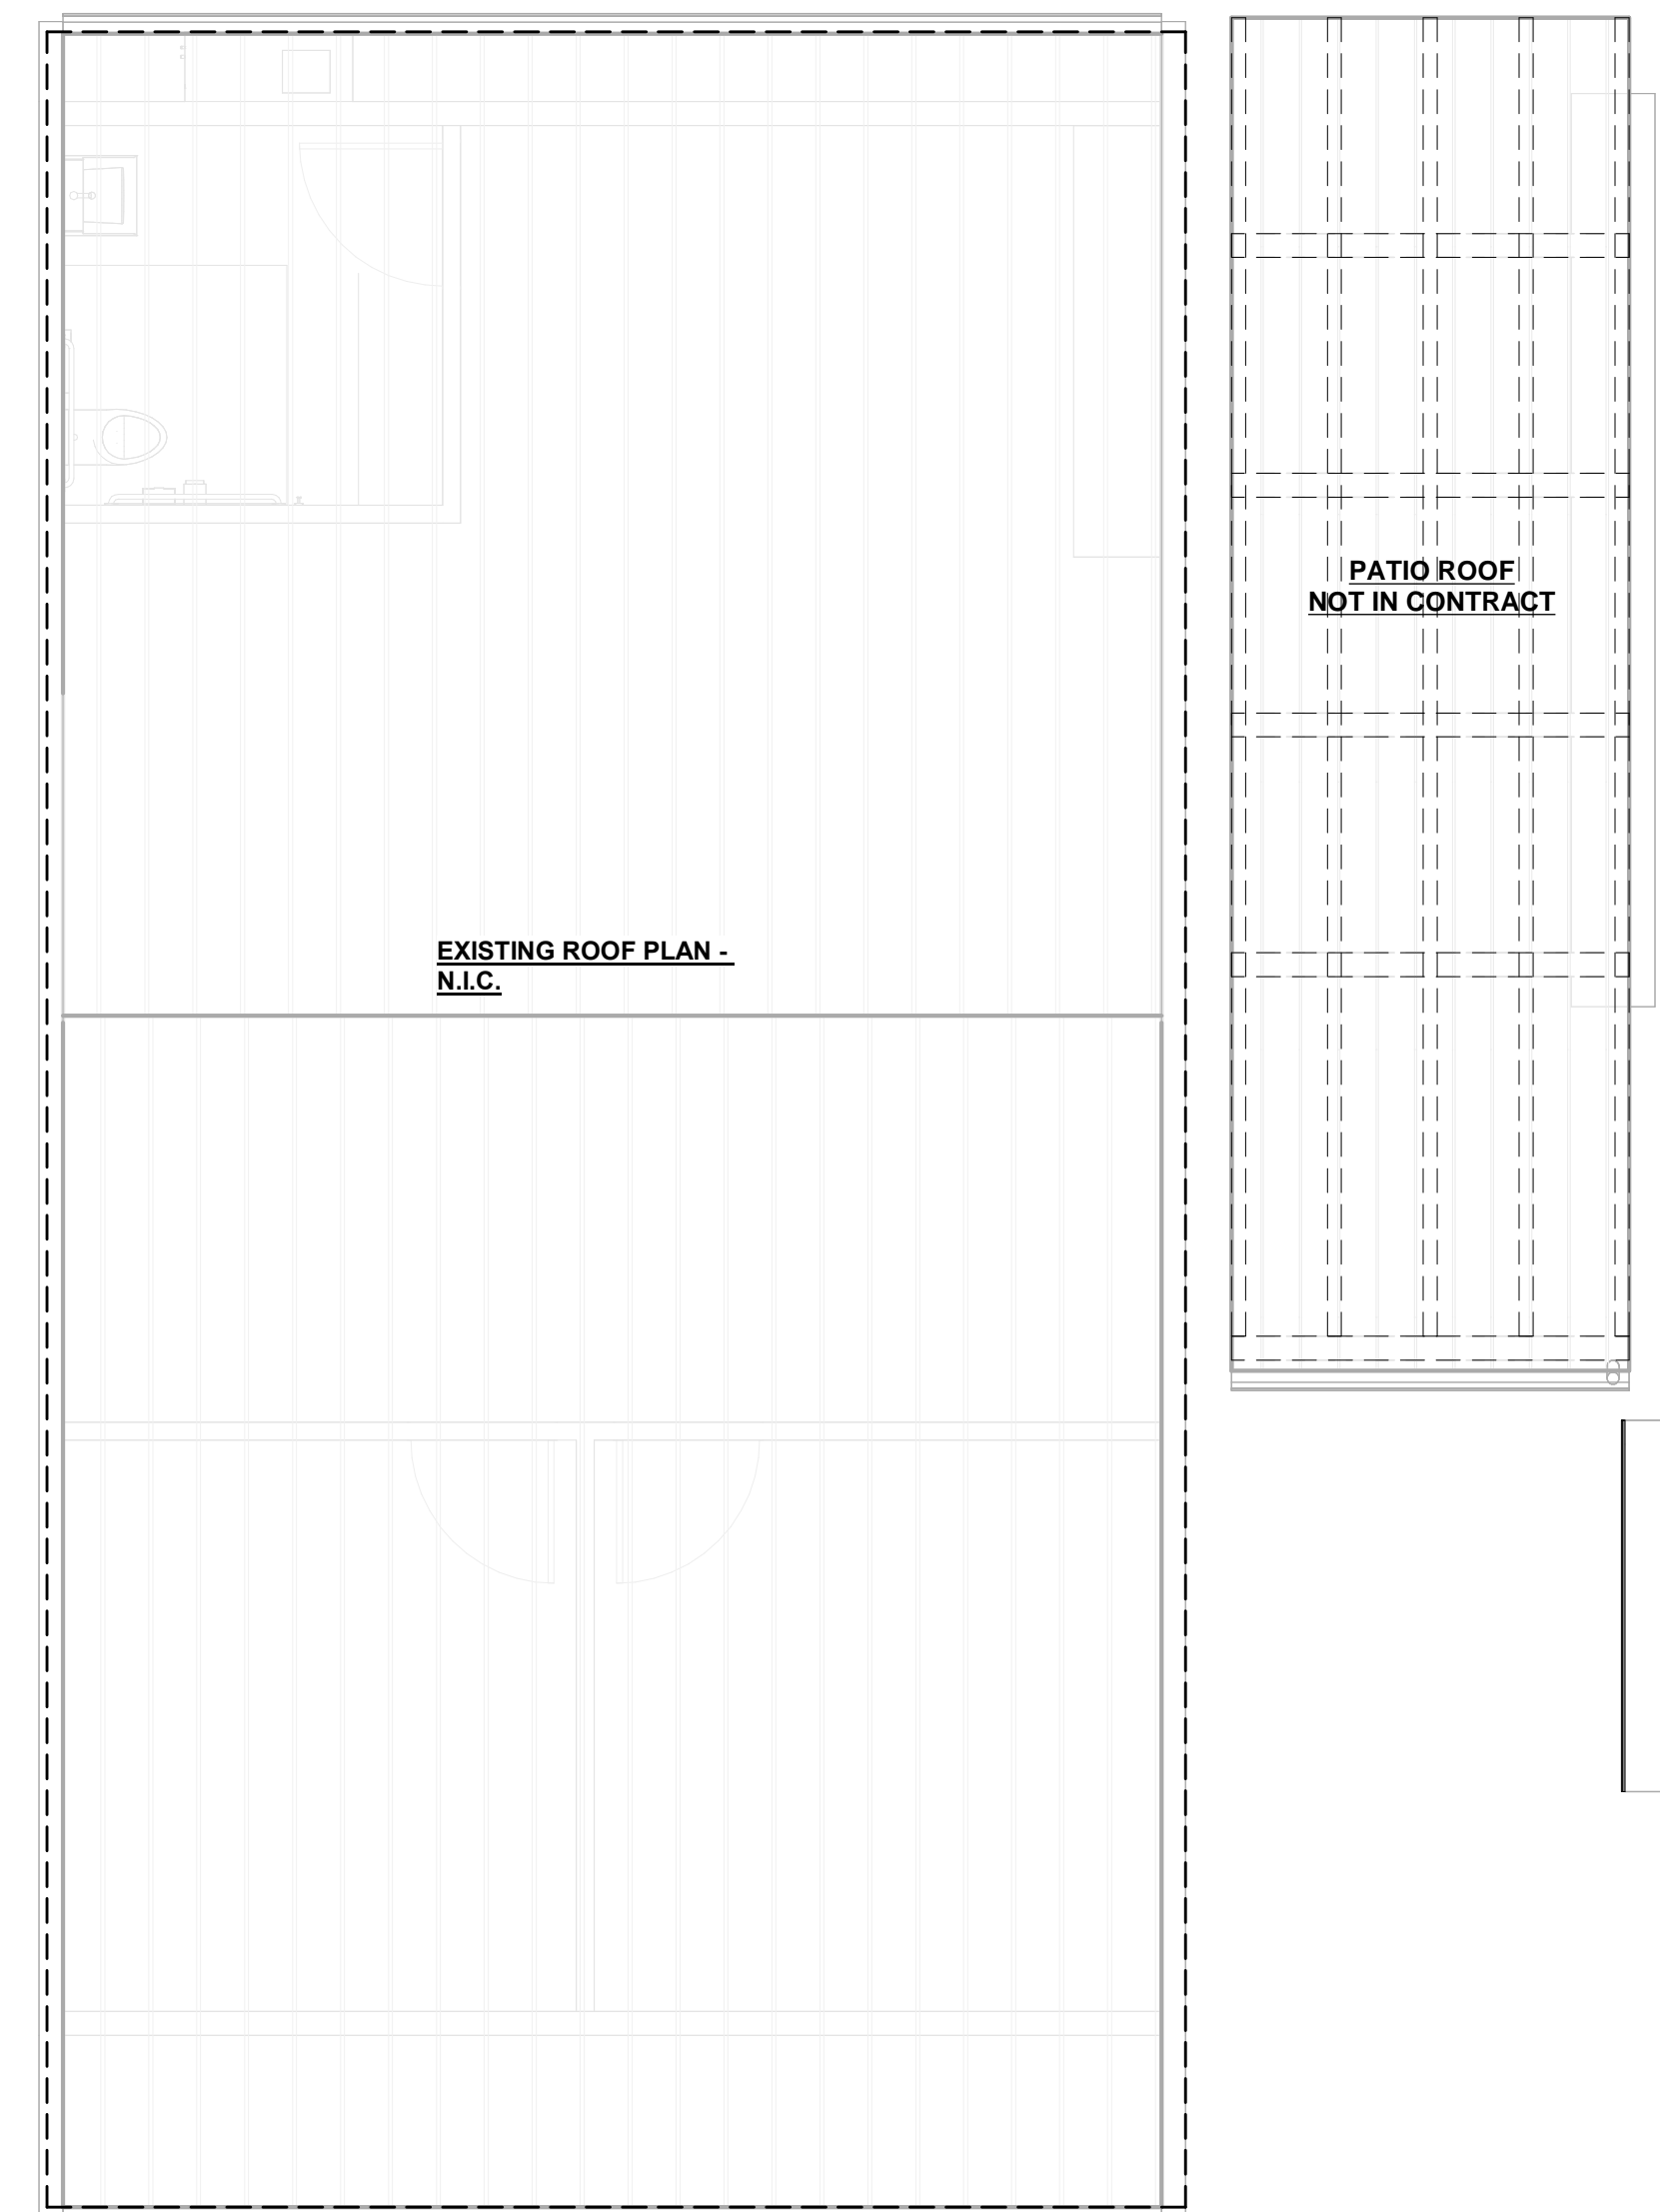 PATIO ROOF
NOT IN CONTRACT
EXISTING ROOF PLAN -
N.I.C.